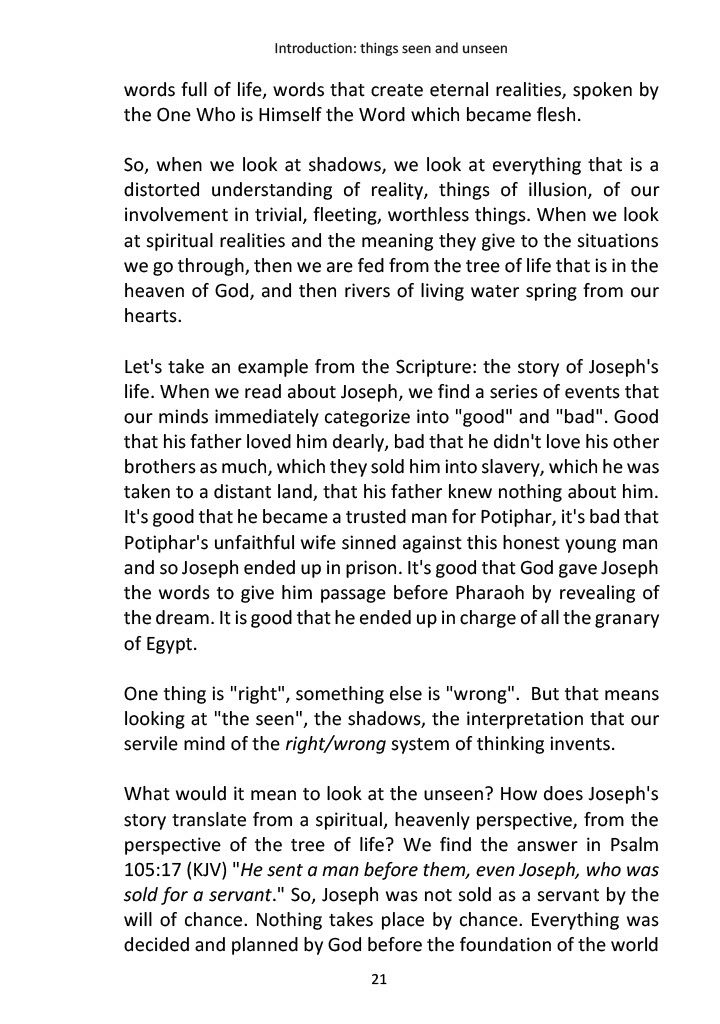 Introduction: things seen and unseen
words full of life, words that create eternal realities, spoken by
the One Who is Himself the Word which became flesh.
So, when we look at shadows, we look at everything that is a
distorted understanding of reality, things of illusion, of our
involvement in trivial, fleeting, worthless things. When we look
at spiritual realities and the meaning they give to the situations
we go through, then we are fed from the tree of life that is in the
heaven of God, and then rivers of living water spring from our
hearts.
Let's take an example from the Scripture: the story of Joseph's
life. When we read about Joseph, we find a series of events that
our minds immediately categorize into "good" and "bad". Good
that his father loved him dearly, bad that he didn't love his other
brothers as much, which they sold him into slavery, which he was
taken to a distant land, that his father knew nothing about him.
It's good that he became a trusted man for Potiphar, it's bad that
Potiphar's unfaithful wife sinned against this honest young man
and so Joseph ended up in prison. It's good that God gave Joseph
the words to give him passage before Pharaoh by revealing of
the dream. It is good that he ended up in charge of all the granary
of Egypt.
One thing is "right", something else is "wrong".  But that means
looking at "the seen", the shadows, the interpretation that our
servile mind of the right/wrong system of thinking invents.
What would it mean to look at the unseen? How does Joseph's
story translate from a spiritual, heavenly perspective, from the
perspective of the tree of life? We find the answer in Psalm
105:17 (KJV) "He sent a man before them, even Joseph, who was
sold for a servant." So, Joseph was not sold as a servant by the
will of chance. Nothing takes place by chance. Everything was
decided and planned by God before the foundation of the world
21